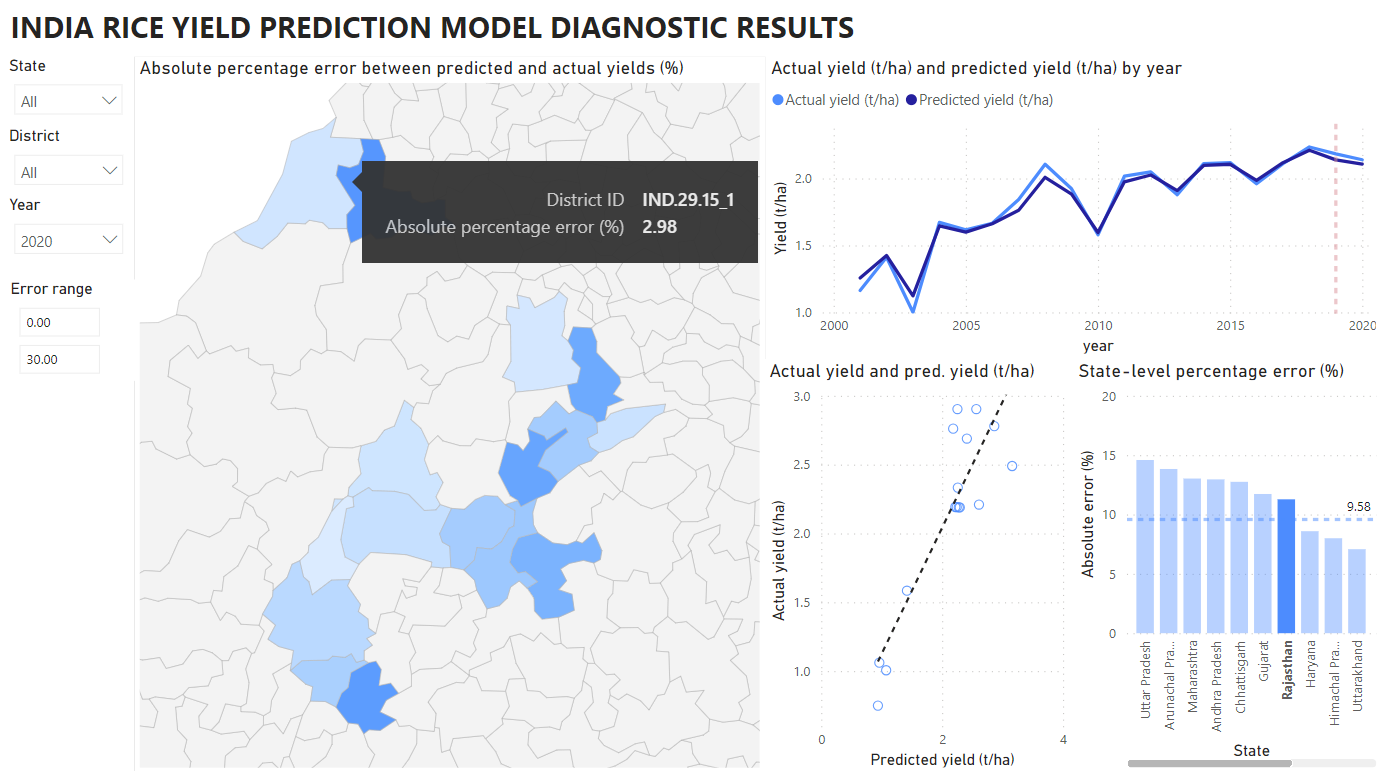 INDIA RICE YIELD PREDICTION MODEL DIAGNOSTIC RESULTS
State
All
District
All
Year
2020
Error range
0.00
30.00
Absolute percentage error between predicted and actual yields (%)
District ID IND.29.15_1
Absolute percentage error (%) 2.98
Actual yield (t/ha) and predicted yield (t/ha) by year
Actual yield (t/ha) Predicted yield (t/ha)
Yield (t/ha)
2.0
1.5
1.0
2000 2005 2010 2015 2020
year
Actual yield and pred. yield (t/ha)
Actual yield (t/ha)
3.0
2.5
2.0
1.5
1.0
0 2 4
Predicted yield (t/ha)
State-level percentage error (%)
Absolute error (%)
20
15
10
5
0
9.58
Uttar Pradesh
Arunachal Pra...
Maharashtra
Andhra Pradesh
Chhattisgarh
Gujarat
Rajasthan
Haryana
Himachal Pra...
Uttarakhand
State